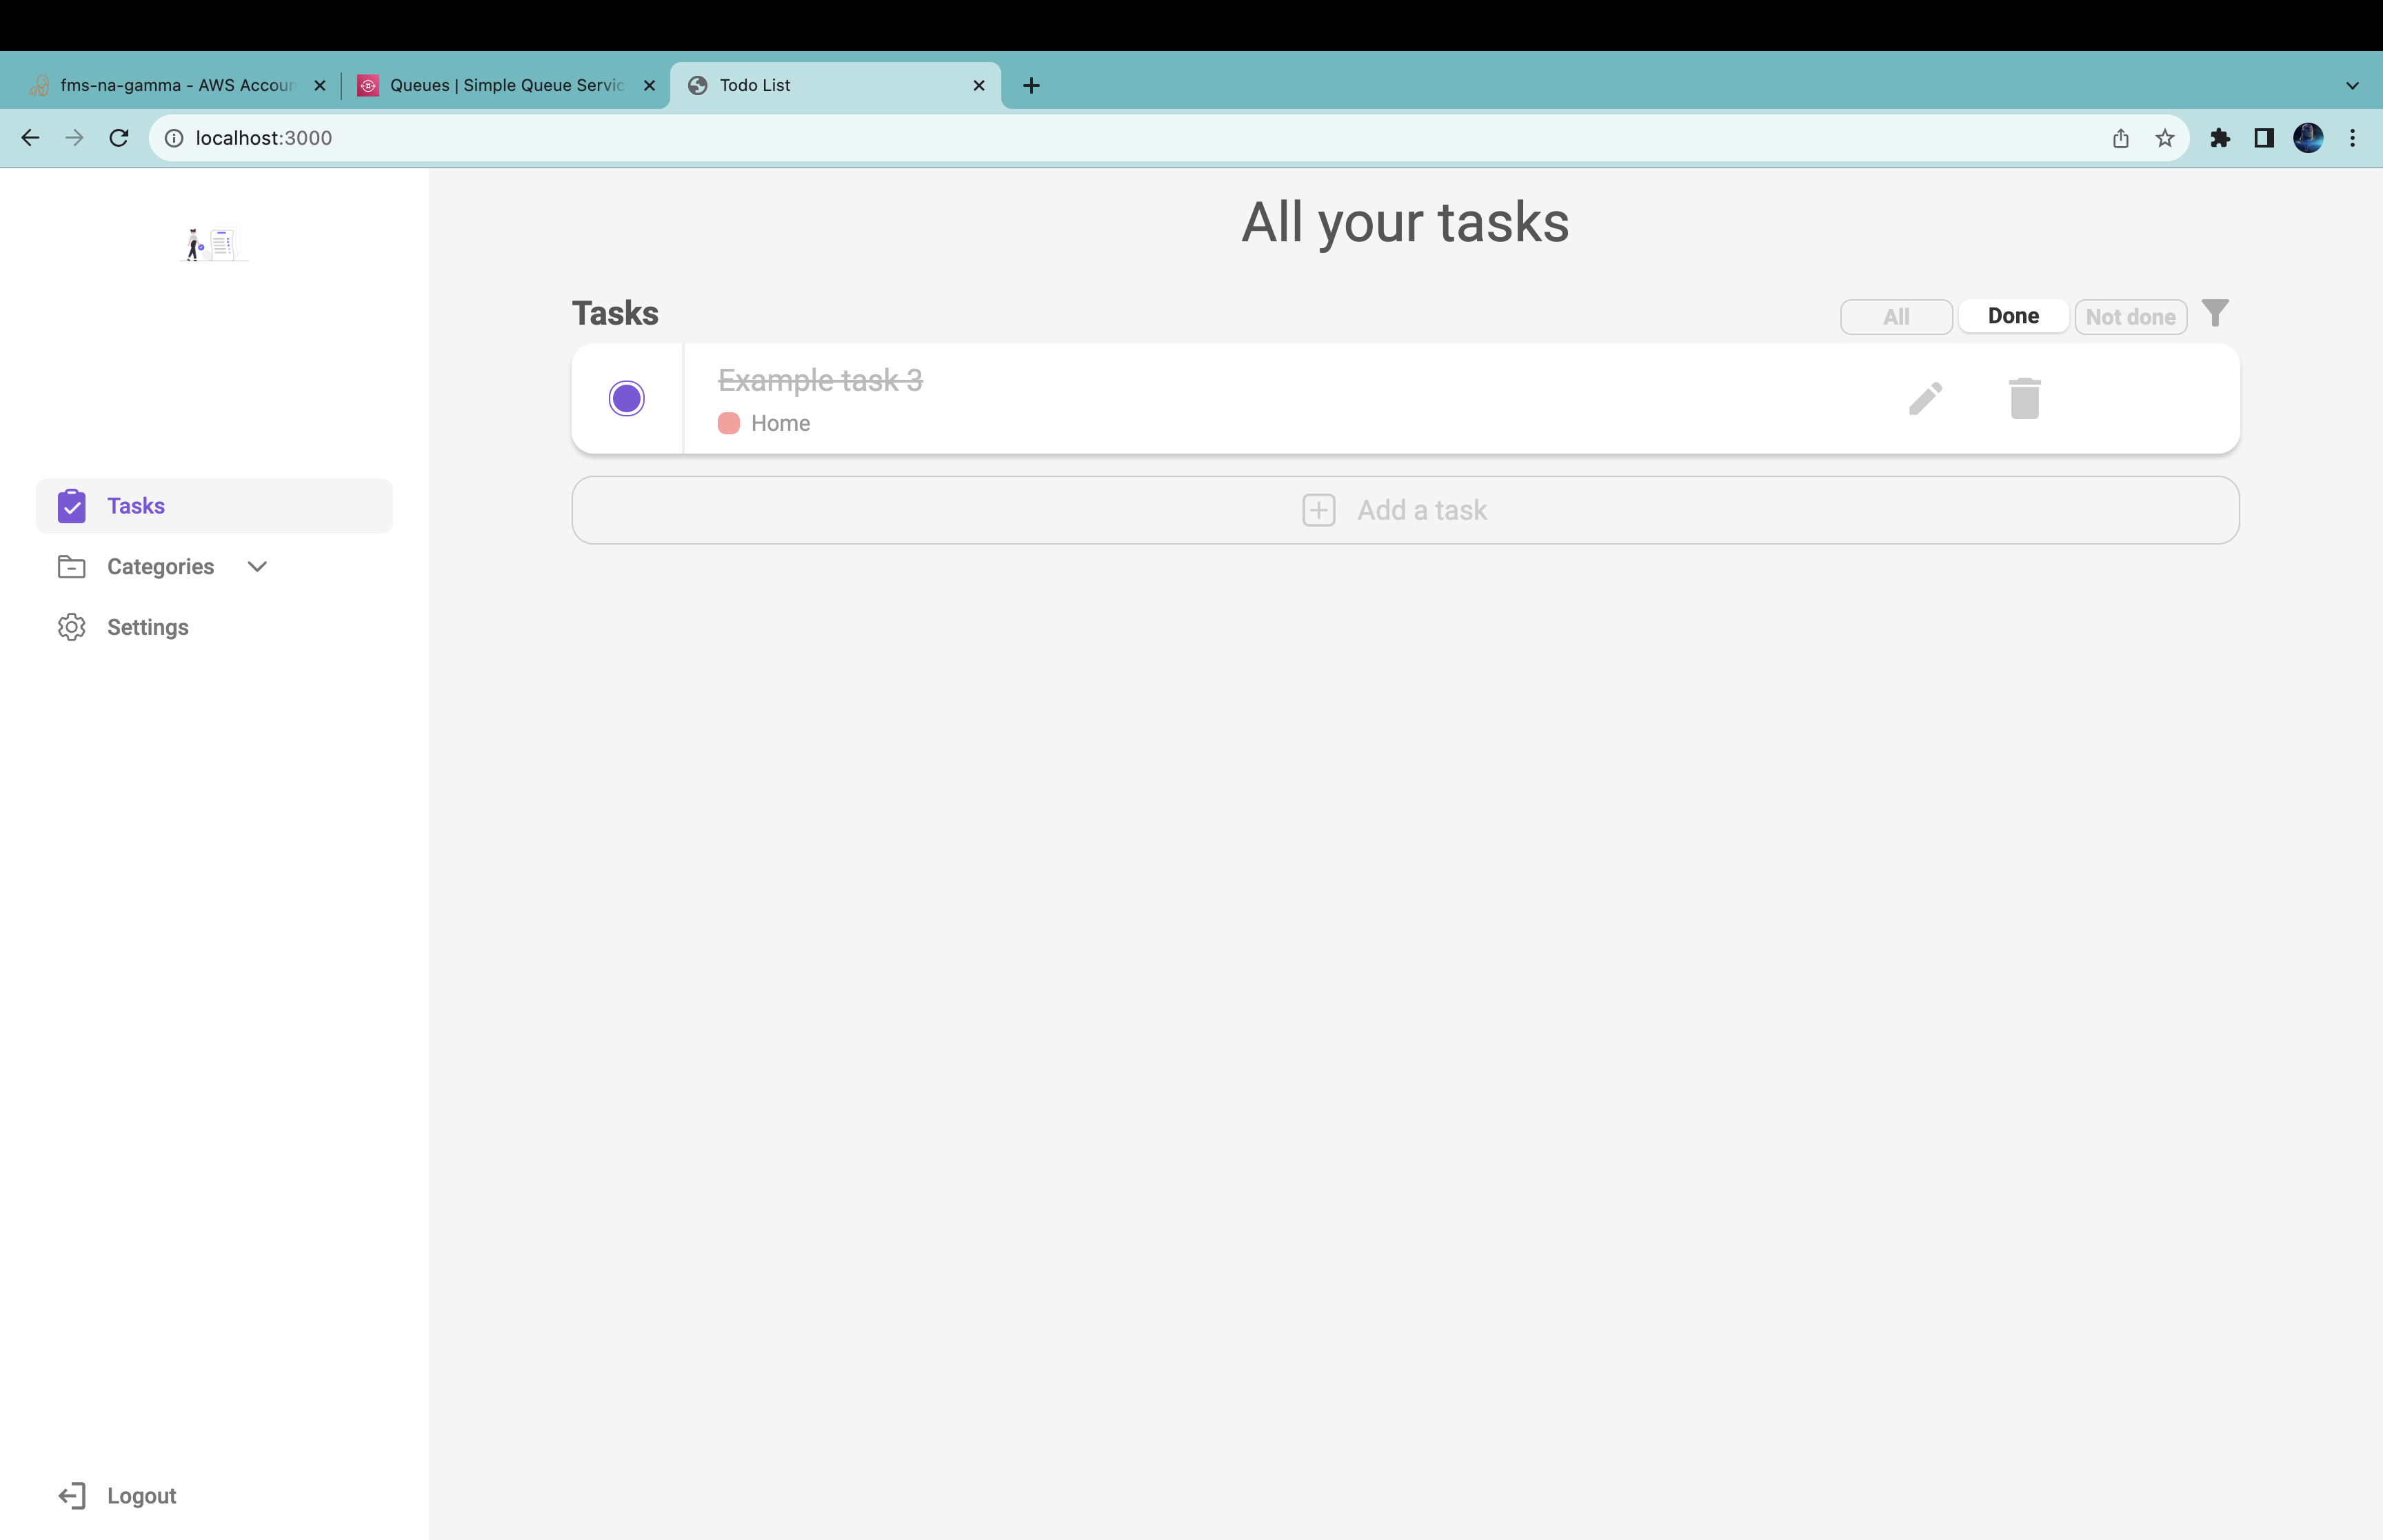 fms-na-gamma - AWS Accoun
Queues | Simple Queue Servic
Todo List
localhost:3000
All your tasks
Tasks
All
Done
Not done
Example task 3
Home
Add a task
Tasks
Categories
Settings
Logout